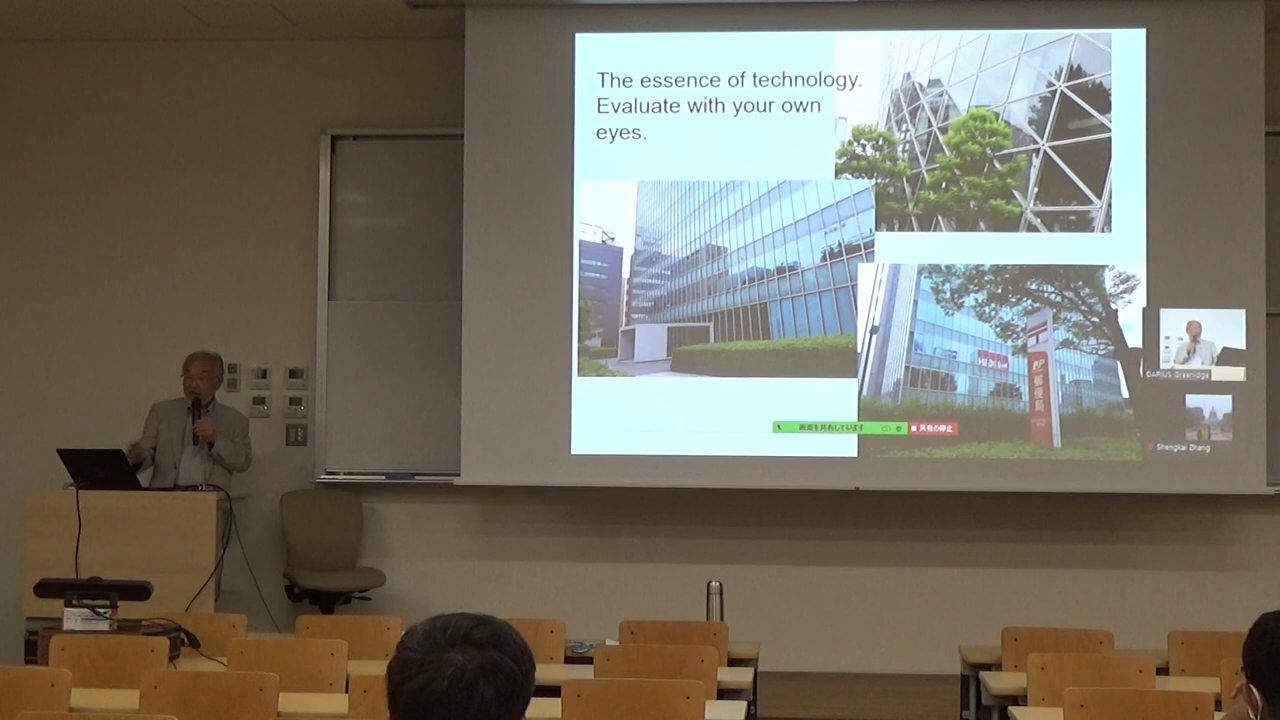 The essence of technology.
Evaluate with your own
eyes.
郵便局
画面を共有しています
共有の停止
DARIUS Greenidge
Shengkai Zhang